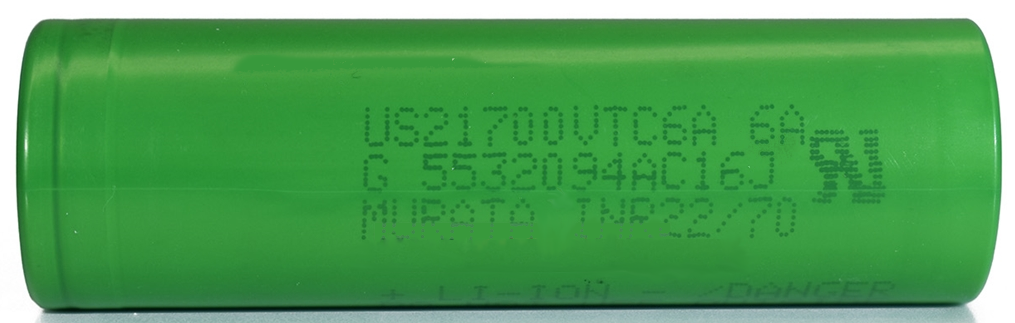 US21700VTC6A 6A
G 5532094AC16J
MURATA INR22/70
+ LI-ION - /DANGER